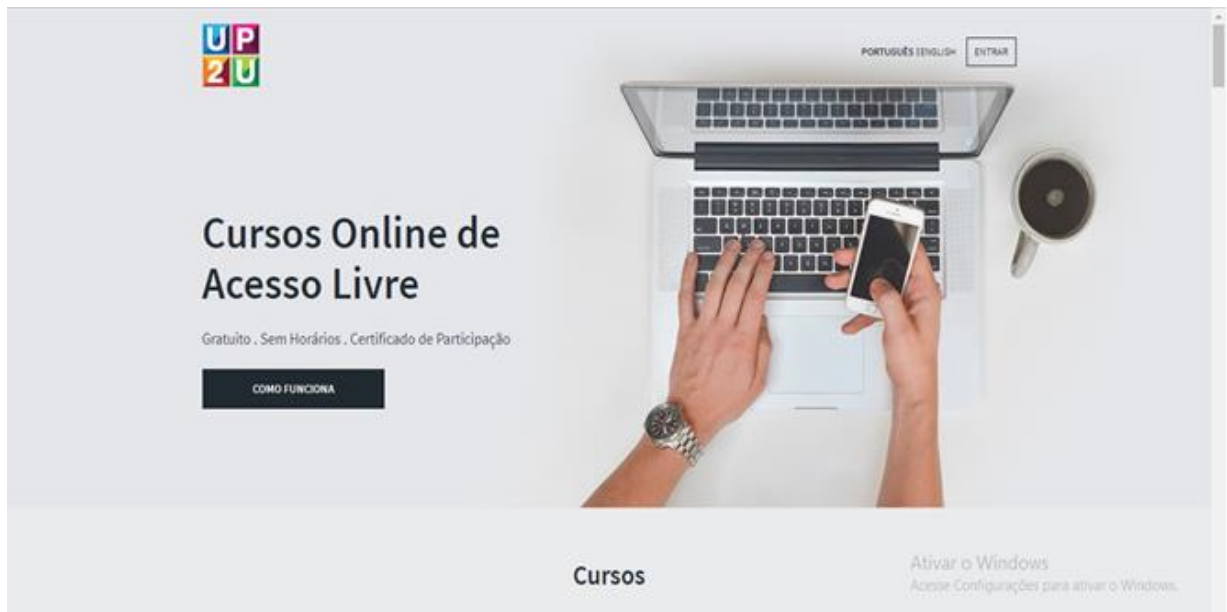 UP
2U
PORTUGUÊS | ENGLISH ENTRAR
Cursos Online de
Acesso Livre
Gratuito . Sem Horários . Certificado de Participação
COMO FUNCIONA
Cursos
Ativar o Windows
Acesse Configurações para ativar o Windows.